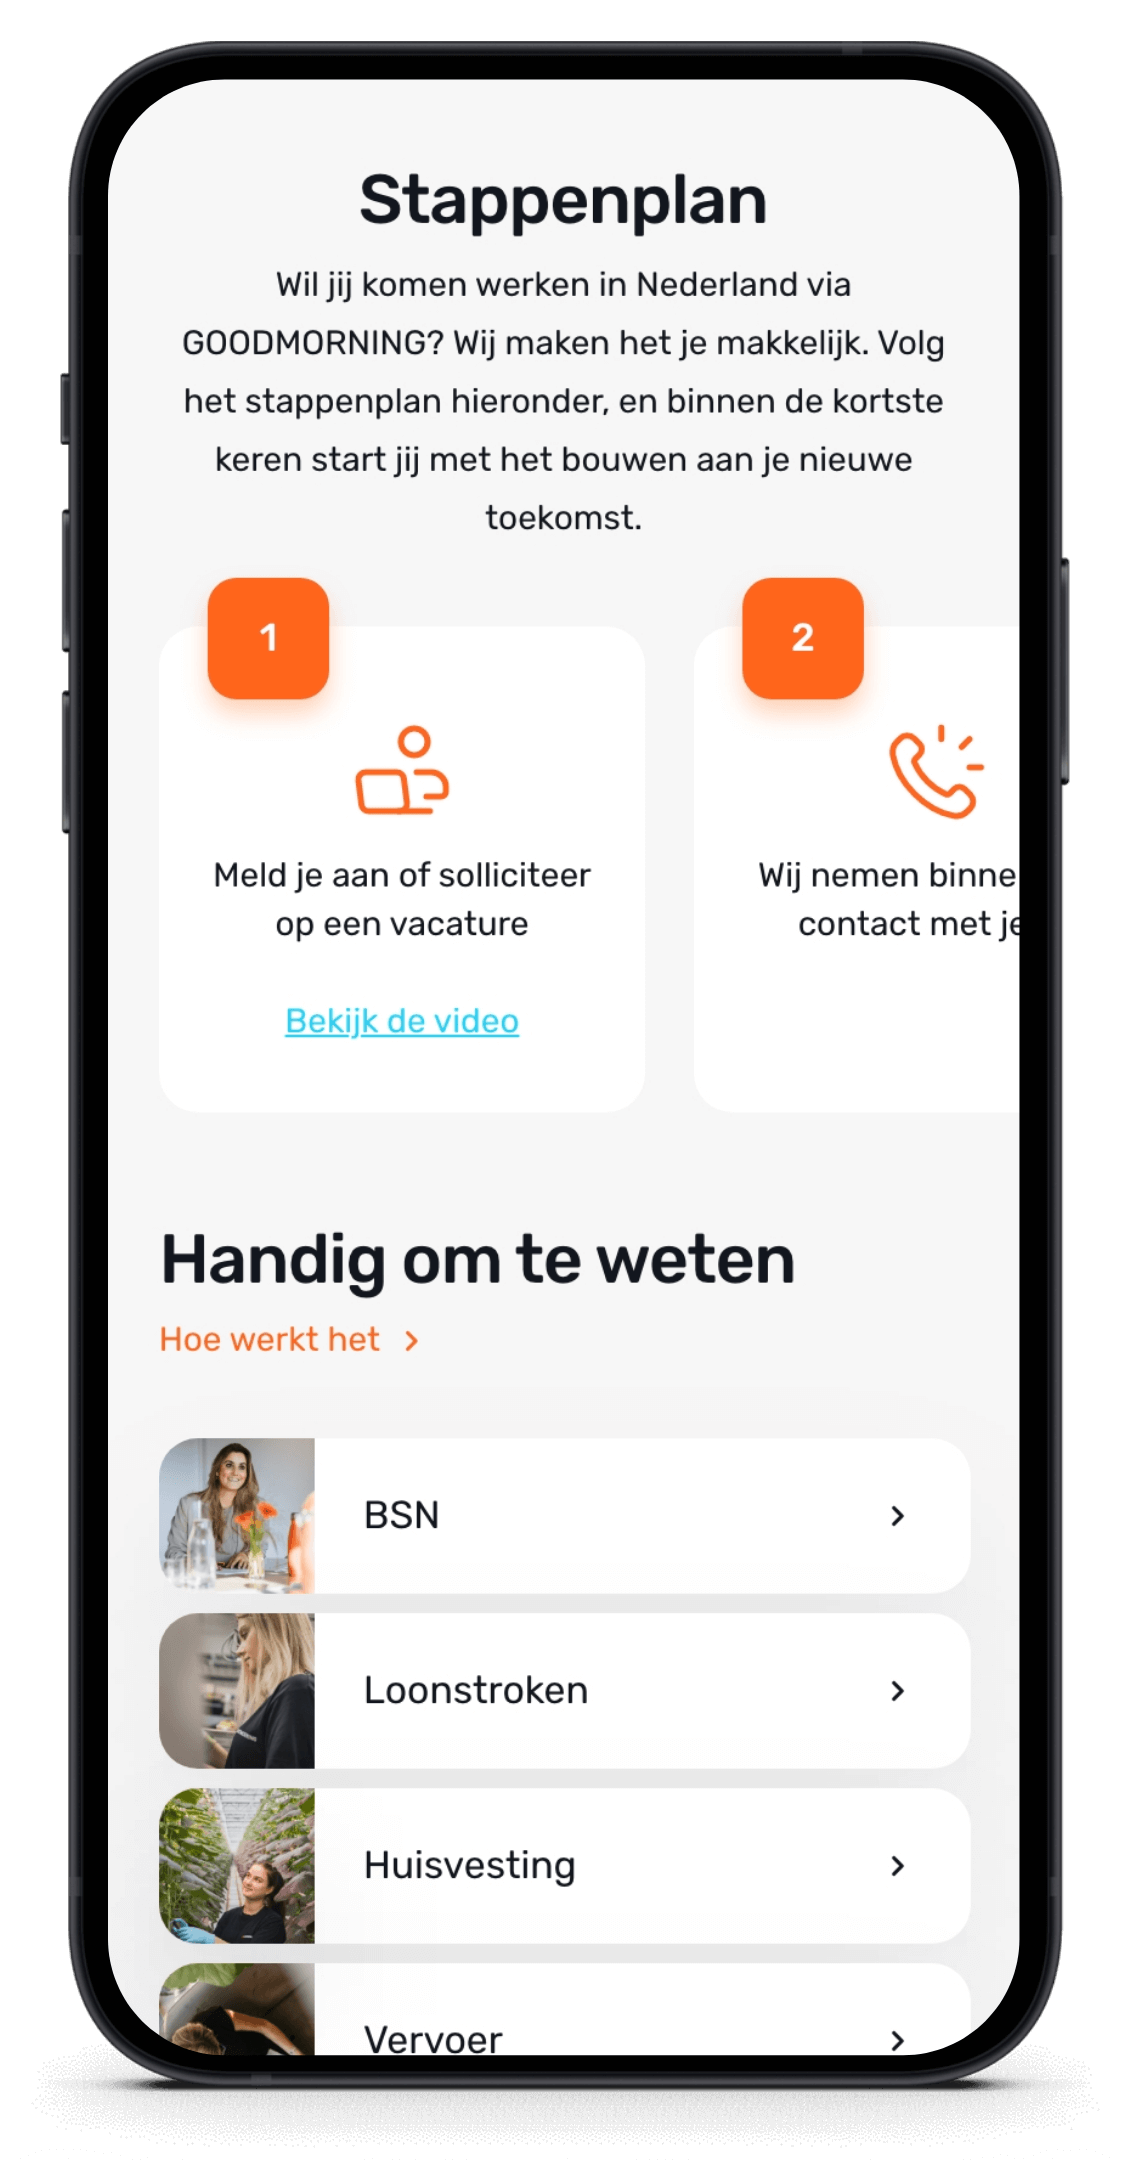 Stappenplan
Wil jij komen werken in Nederland via
GOODMORNING? Wij maken het je makkelijk. Volg
het stappenplan hieronder, en binnen de kortste
keren start jij met het bouwen aan je nieuwe
toekomst.
1
Meld je aan of solliciteer
op een vacature
Bekijk de video
2
Wij nemen binne
contact met je
Handig om te weten
Hoe werkt het
BSN
Loonstroken
Huisvesting
Vervoer